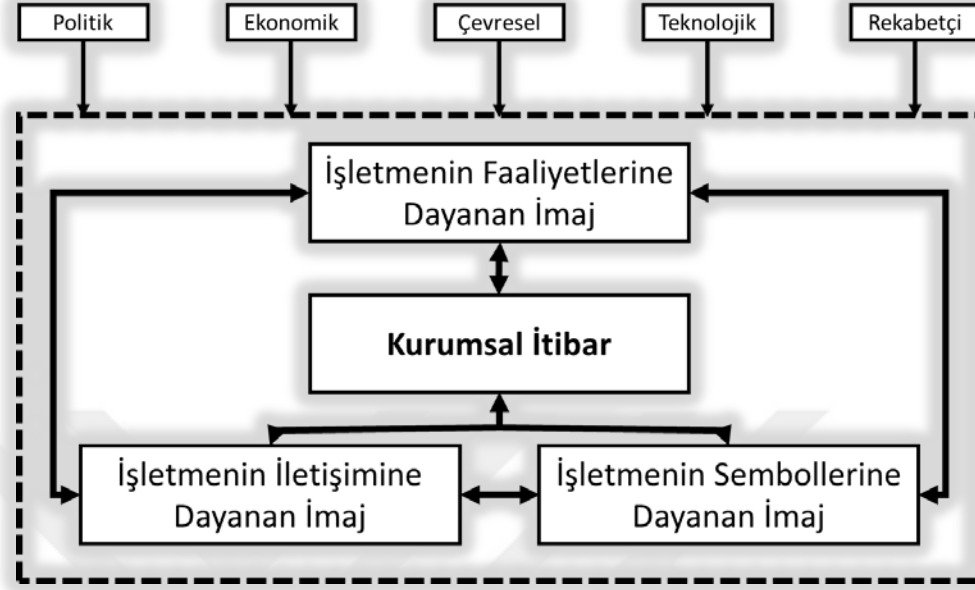 Politik
Ekonomik
Çevresel
Teknolojik
Rekabetçi
İşletmenin Faaliyetlerine
Dayanan İmaj
Kurumsal İtibar
İşletmenin İletişimine
Dayanan İmaj
İşletmenin Sembollerine
Dayanan İmaj